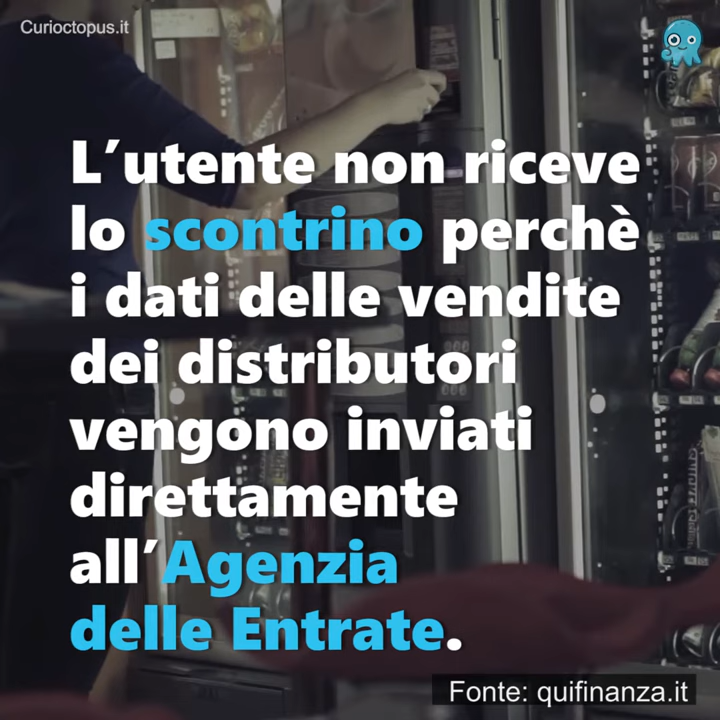 Curioctopus.it
L’utente non riceve
lo scontrino perchè
i dati delle vendite
dei distributori
vengono inviati
direttamente
all’Agenzia
delle Entrate.
Fonte: quifinanza.it